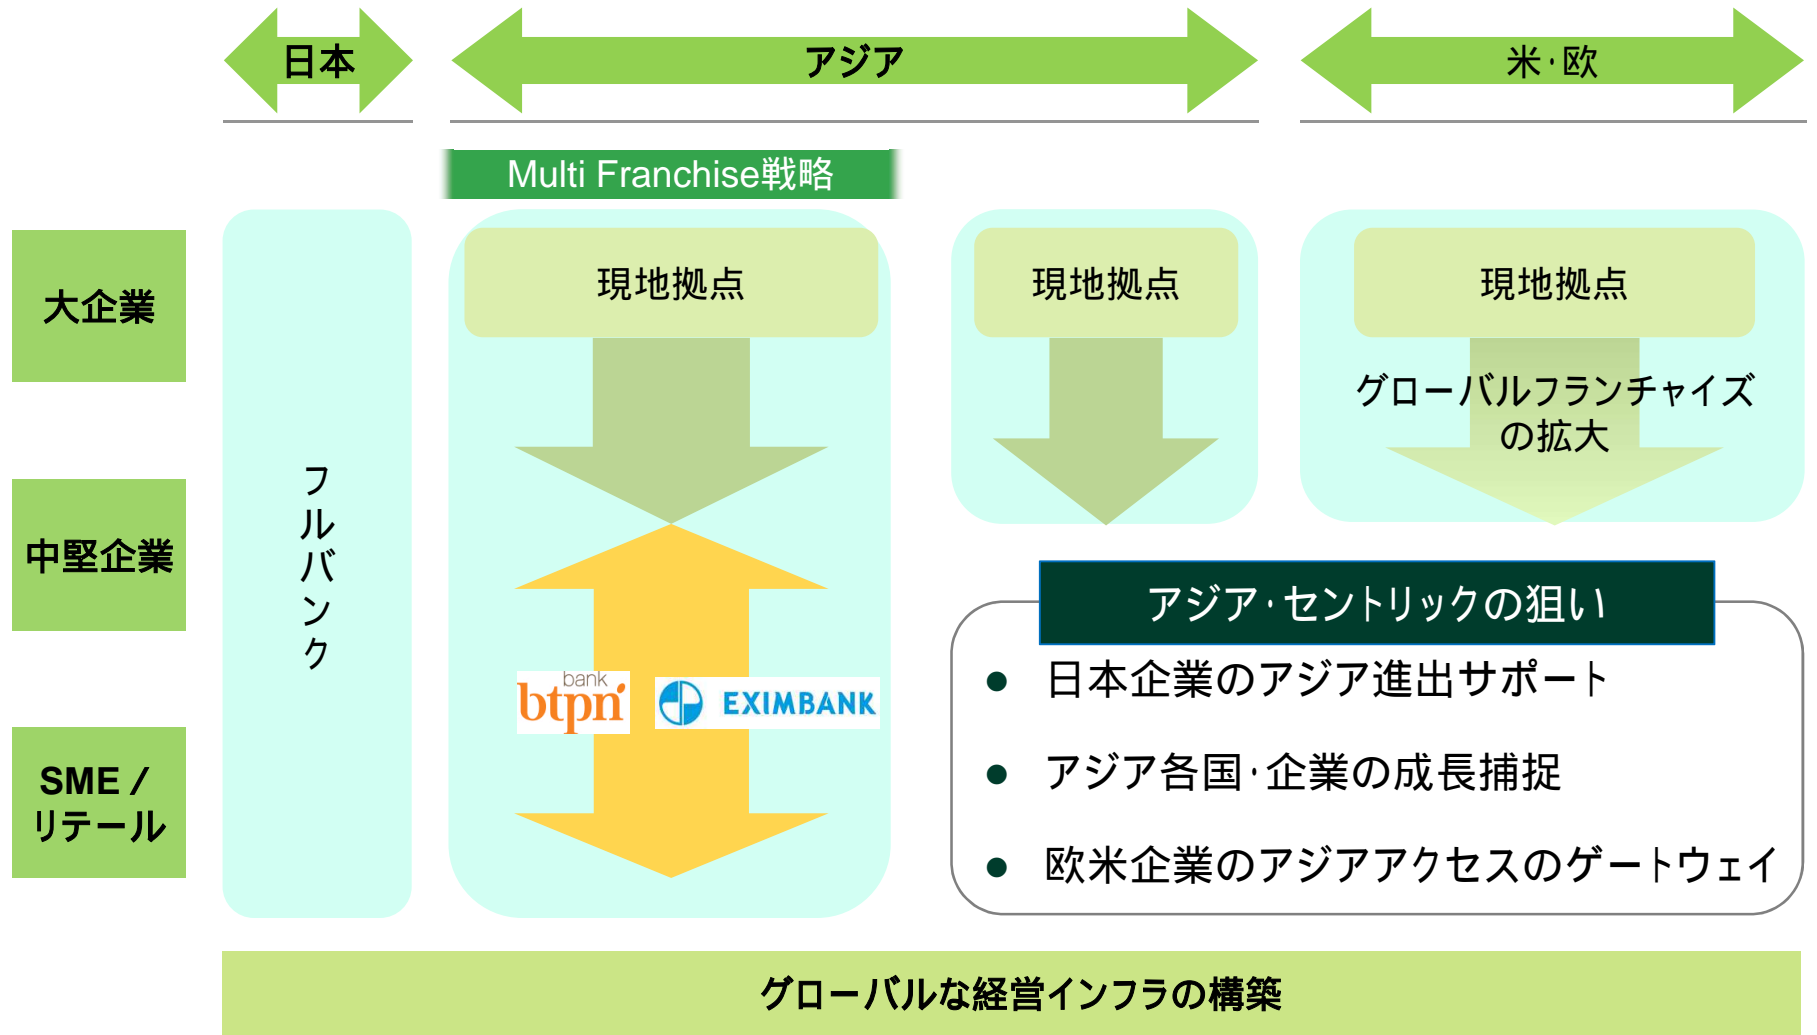 日本
アジア
米・欧
Multi Franchise戦略
大企業
中堅企業
SME /
リテール
フルバンク
現地拠点
bank
btpn
EXIMBANK
現地拠点
現地拠点
グローバルフランチャイズ
の拡大
アジア・セントリックの狙い
● 日本企業のアジア進出サポート
● アジア各国・企業の成長捕捉
● 欧米企業のアジアアクセスのゲートウェイ
グローバルな経営インフラの構築